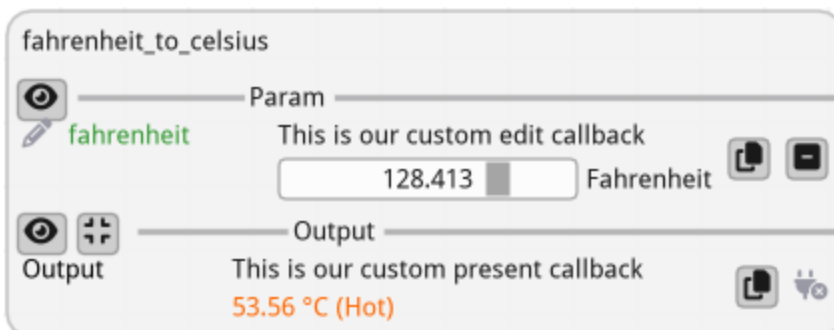 fahrenheit_to_celsius
Param
fahrenheit
This is our custom edit callback
128.413 Fahrenheit
Output
Output
This is our custom present callback
53.56 °C (Hot)